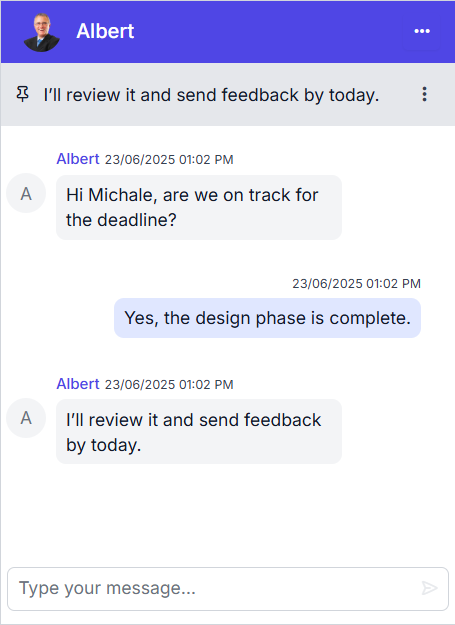 Albert
I’ll review it and send feedback by today.
Albert 23/06/2025 01:02 PM
A
Hi Michale, are we on track for
the deadline?
23/06/2025 01:02 PM
Yes, the design phase is complete.
Albert 23/06/2025 01:02 PM
A
I’ll review it and send feedback
by today.
Type your message...